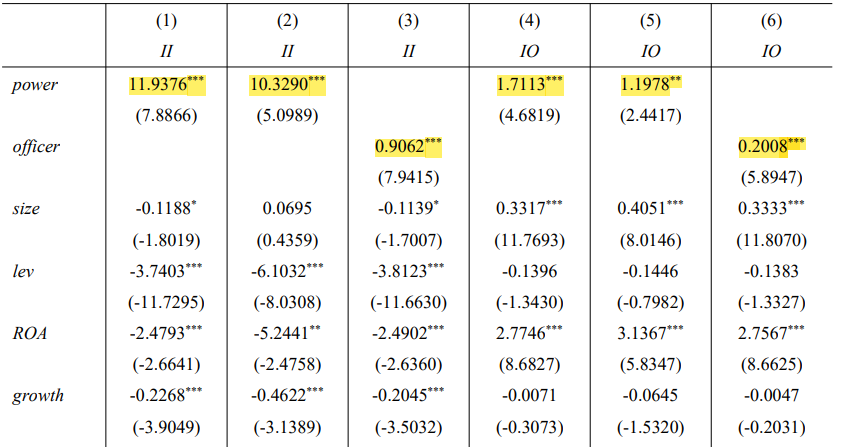 (1) (2) (3) (4) (5) (6)
II II II IO IO IO
power 11.9376*** 10.3290*** 1.7113*** 1.1978**
(7.8866) (5.0989) (4.6819) (2.4417)
officer 0.9062*** 0.2008***
(7.9415) (5.8947)
size -0.1188* 0.0695 -0.1139* 0.3317*** 0.4051*** 0.3333***
(-1.8019) (0.4359) (-1.7007) (11.7693) (8.0146) (11.8070)
lev -3.7403*** -6.1032*** -3.8123*** -0.1396 -0.1446 -0.1383
(-11.7295) (-8.0308) (-11.6630) (-1.3430) (-0.7982) (-1.3327)
ROA -2.4793*** -5.2441** -2.4902*** 2.7746*** 3.1367*** 2.7567***
(-2.6641) (-2.4758) (-2.6360) (8.6827) (5.8347) (8.6625)
growth -0.2268*** -0.4622*** -0.2045*** -0.0071 -0.0645 -0.0047
(-3.9049) (-3.1389) (-3.5032) (-0.3073) (-1.5320) (-0.2031)